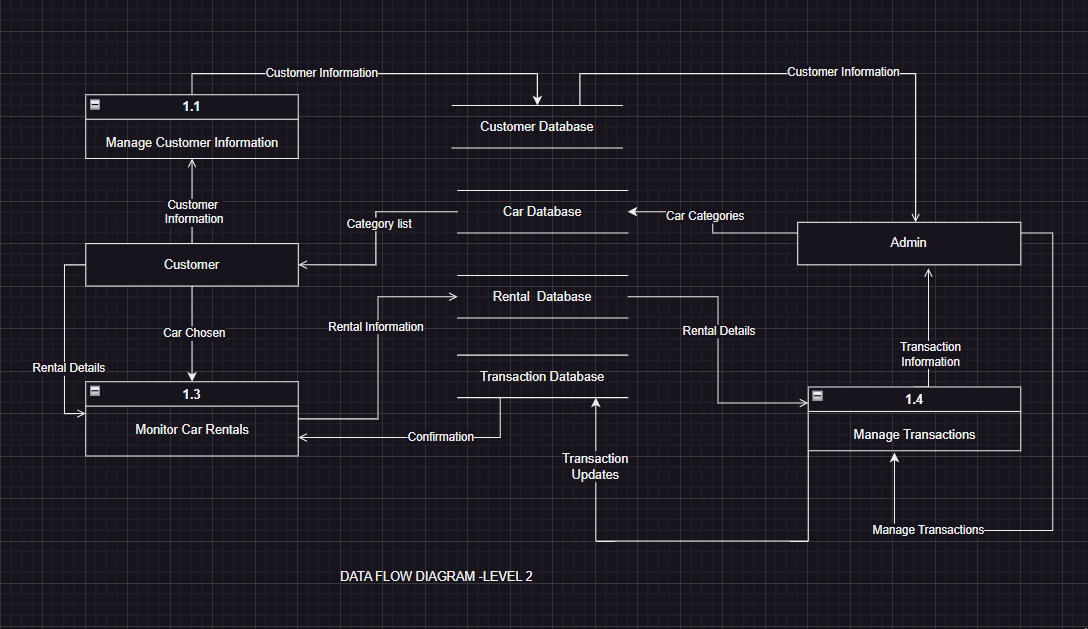 Customer Information
Customer Information
1.1
Manage Customer Information
Customer Database
Customer
Information
Category list
Car Database
Car Categories
Admin
Customer
Rental  Database
Car Chosen
Rental Information
Rental Details
Transaction
Information
Rental Details
Transaction Database
1.3
Monitor Car Rentals
1.4
Manage Transactions
Confirmation
Transaction
Updates
Manage Transactions
DATA FLOW DIAGRAM -LEVEL 2